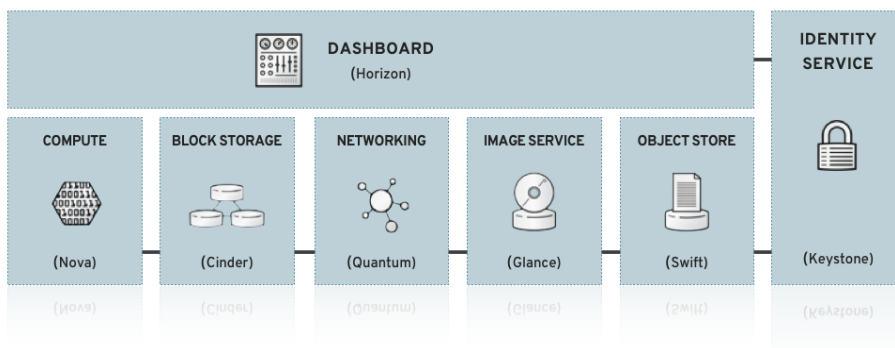 DASHBOARD
(Horizon)
IDENTITY
SERVICE
(Keystone)
COMPUTE
(Nova)
BLOCK STORAGE
(Cinder)
NETWORKING
(Quantum)
IMAGE SERVICE
(Glance)
OBJECT STORE
(Swift)